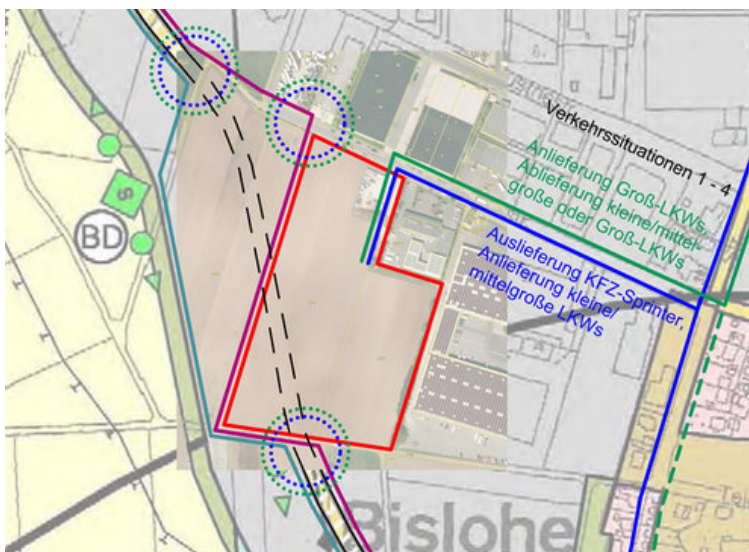 Verkehrssituationen 1 - 4
Anlieferung Groß-LKWs,
Ablieferung kleine/mittel-
große oder Groß-LKWs
Auslieferung KFZ-Sprinter,
Anlieferung kleine/
mittelgroße LKWs
S
BD
Bislohe